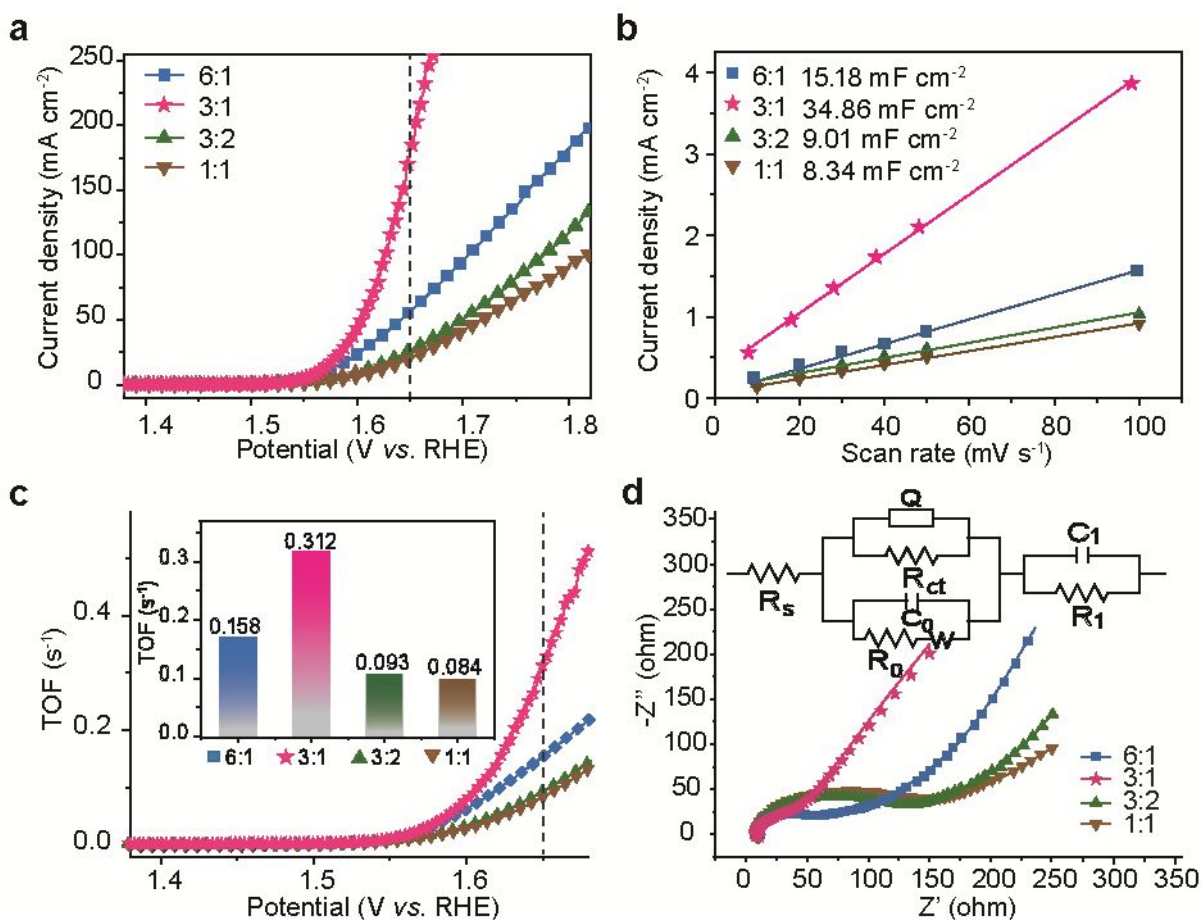 a
Current density (mA cm-2)
250
200
150
100
50
0
6:1
3:1
3:2
1:1
1.4
1.5
1.6
1.7
1.8
Potential (V vs. RHE)
b
Current density (mA cm-2)
4
3
2
1
0
6:1 15.18 mF cm-2
3:1 34.86 mF cm-2
3:2 9.01 mF cm-2
1:1 8.34 mF cm-2
0
20
40
60
80
100
Scan rate (mV s-1)
c
TOF (s-1)
0.4
0.2
0.0
TOF (s-1)
0.3
0.2
0.1
0.0
0.158
0.312
0.093
0.084
6:1
3:1
3:2
1:1
1.4
1.5
1.6
Potential (V vs. RHE)
d
-Z" (ohm)
350
300
250
200
150
100
50
0
Rs
Q
Rct
C0
R0
W
C1
R1
6:1
3:1
3:2
1:1
0
50
100
150
200
250
300
350
Z' (ohm)